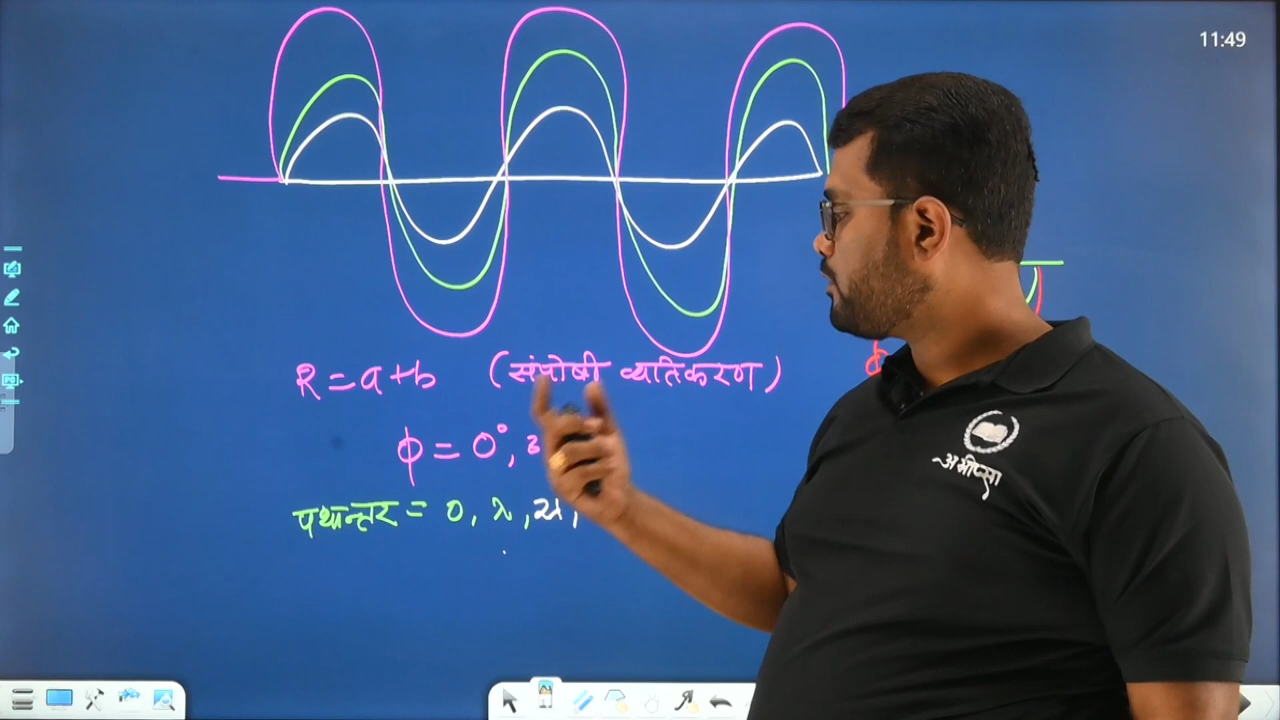 11:49
R = a+b (संपोषी व्यतिकरण)
ϕ = 0°,
पथान्तर = 0, λ, 2λ,
अभीप्सा